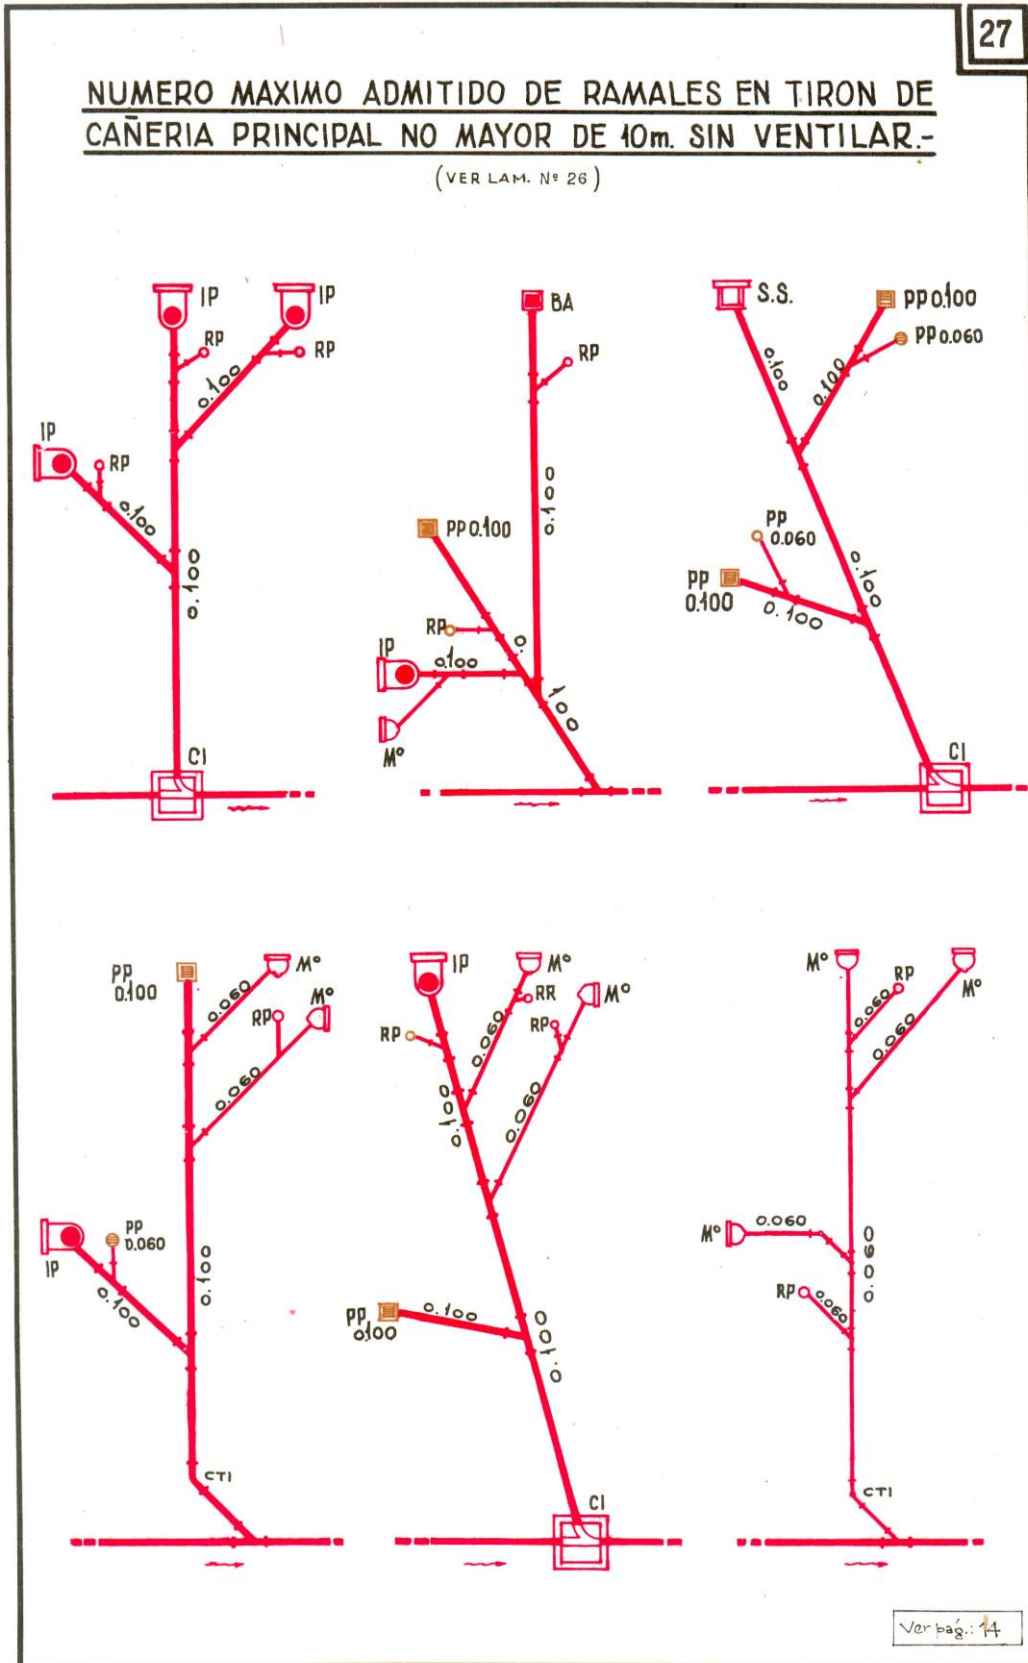 27
NUMERO MAXIMO ADMITIDO DE RAMALES EN TIRON DE
CAÑERIA PRINCIPAL NO MAYOR DE 10m. SIN VENTILAR.-
(VER LAM. Nº 26)
IP
IP
RP
RP
0.100
IP
RP
0.100
0.100
CI
BA
RP
0.100
PP 0.100
RP
0.100
IP
0.100
Mº
S.S.
PP 0.100
PP 0.060
0.100
0.100
PP
0.060
PP
0.100
0.100
0.100
CI
PP
0.100
Mº
0.060
Mº
RP
0.060
IP
PP
0.060
0.100
0.100
CTI
IP
Mº
RR
Mº
RP
RP
0.060
0.060
0.100
PP
0.100
0.100
0.100
CI
Mº
RP
Mº
0.060
0.060
Mº
0.060
0.060
RP
0.060
CTI
Ver pág.: 14